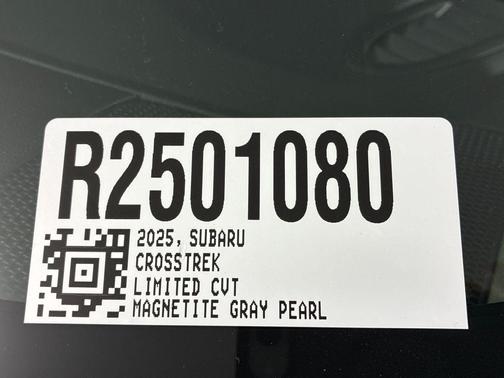 R2501080
2025, SUBARU
CROSSTREK
LIMITED CVT
MAGNETITE GRAY PEARL